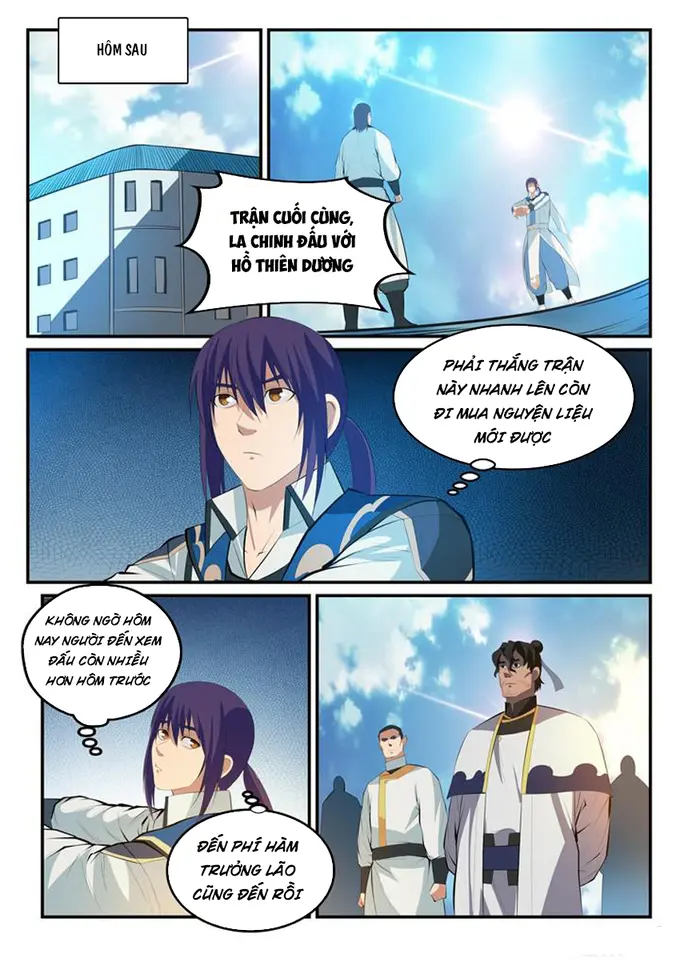 HÔM SAU
TRẬN CUỐI CÙNG,
LA CHINH ĐẤU VỚI
HỒ THIÊN DƯƠNG
PHẢI THẮNG TRẬN
NÀY NHANH LÊN CÒN
ĐI MUA NGUYỆN LIỆU
MỚI ĐƯỢC
KHÔNG NGỜ HÔM
NAY NGƯỜI ĐẾN XEM
ĐẤU CÒN NHIỀU
HƠN HÔM TRƯỚC
ĐẾN PHÍ HÀM
TRƯỞNG LÃO
CŨNG ĐẾN RỒI